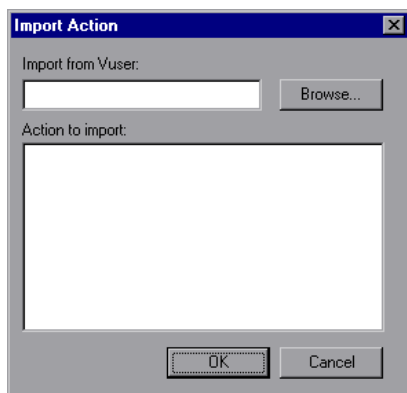 Import Action
Import from Vuser:
Browse...
Action to import:
OK
Cancel